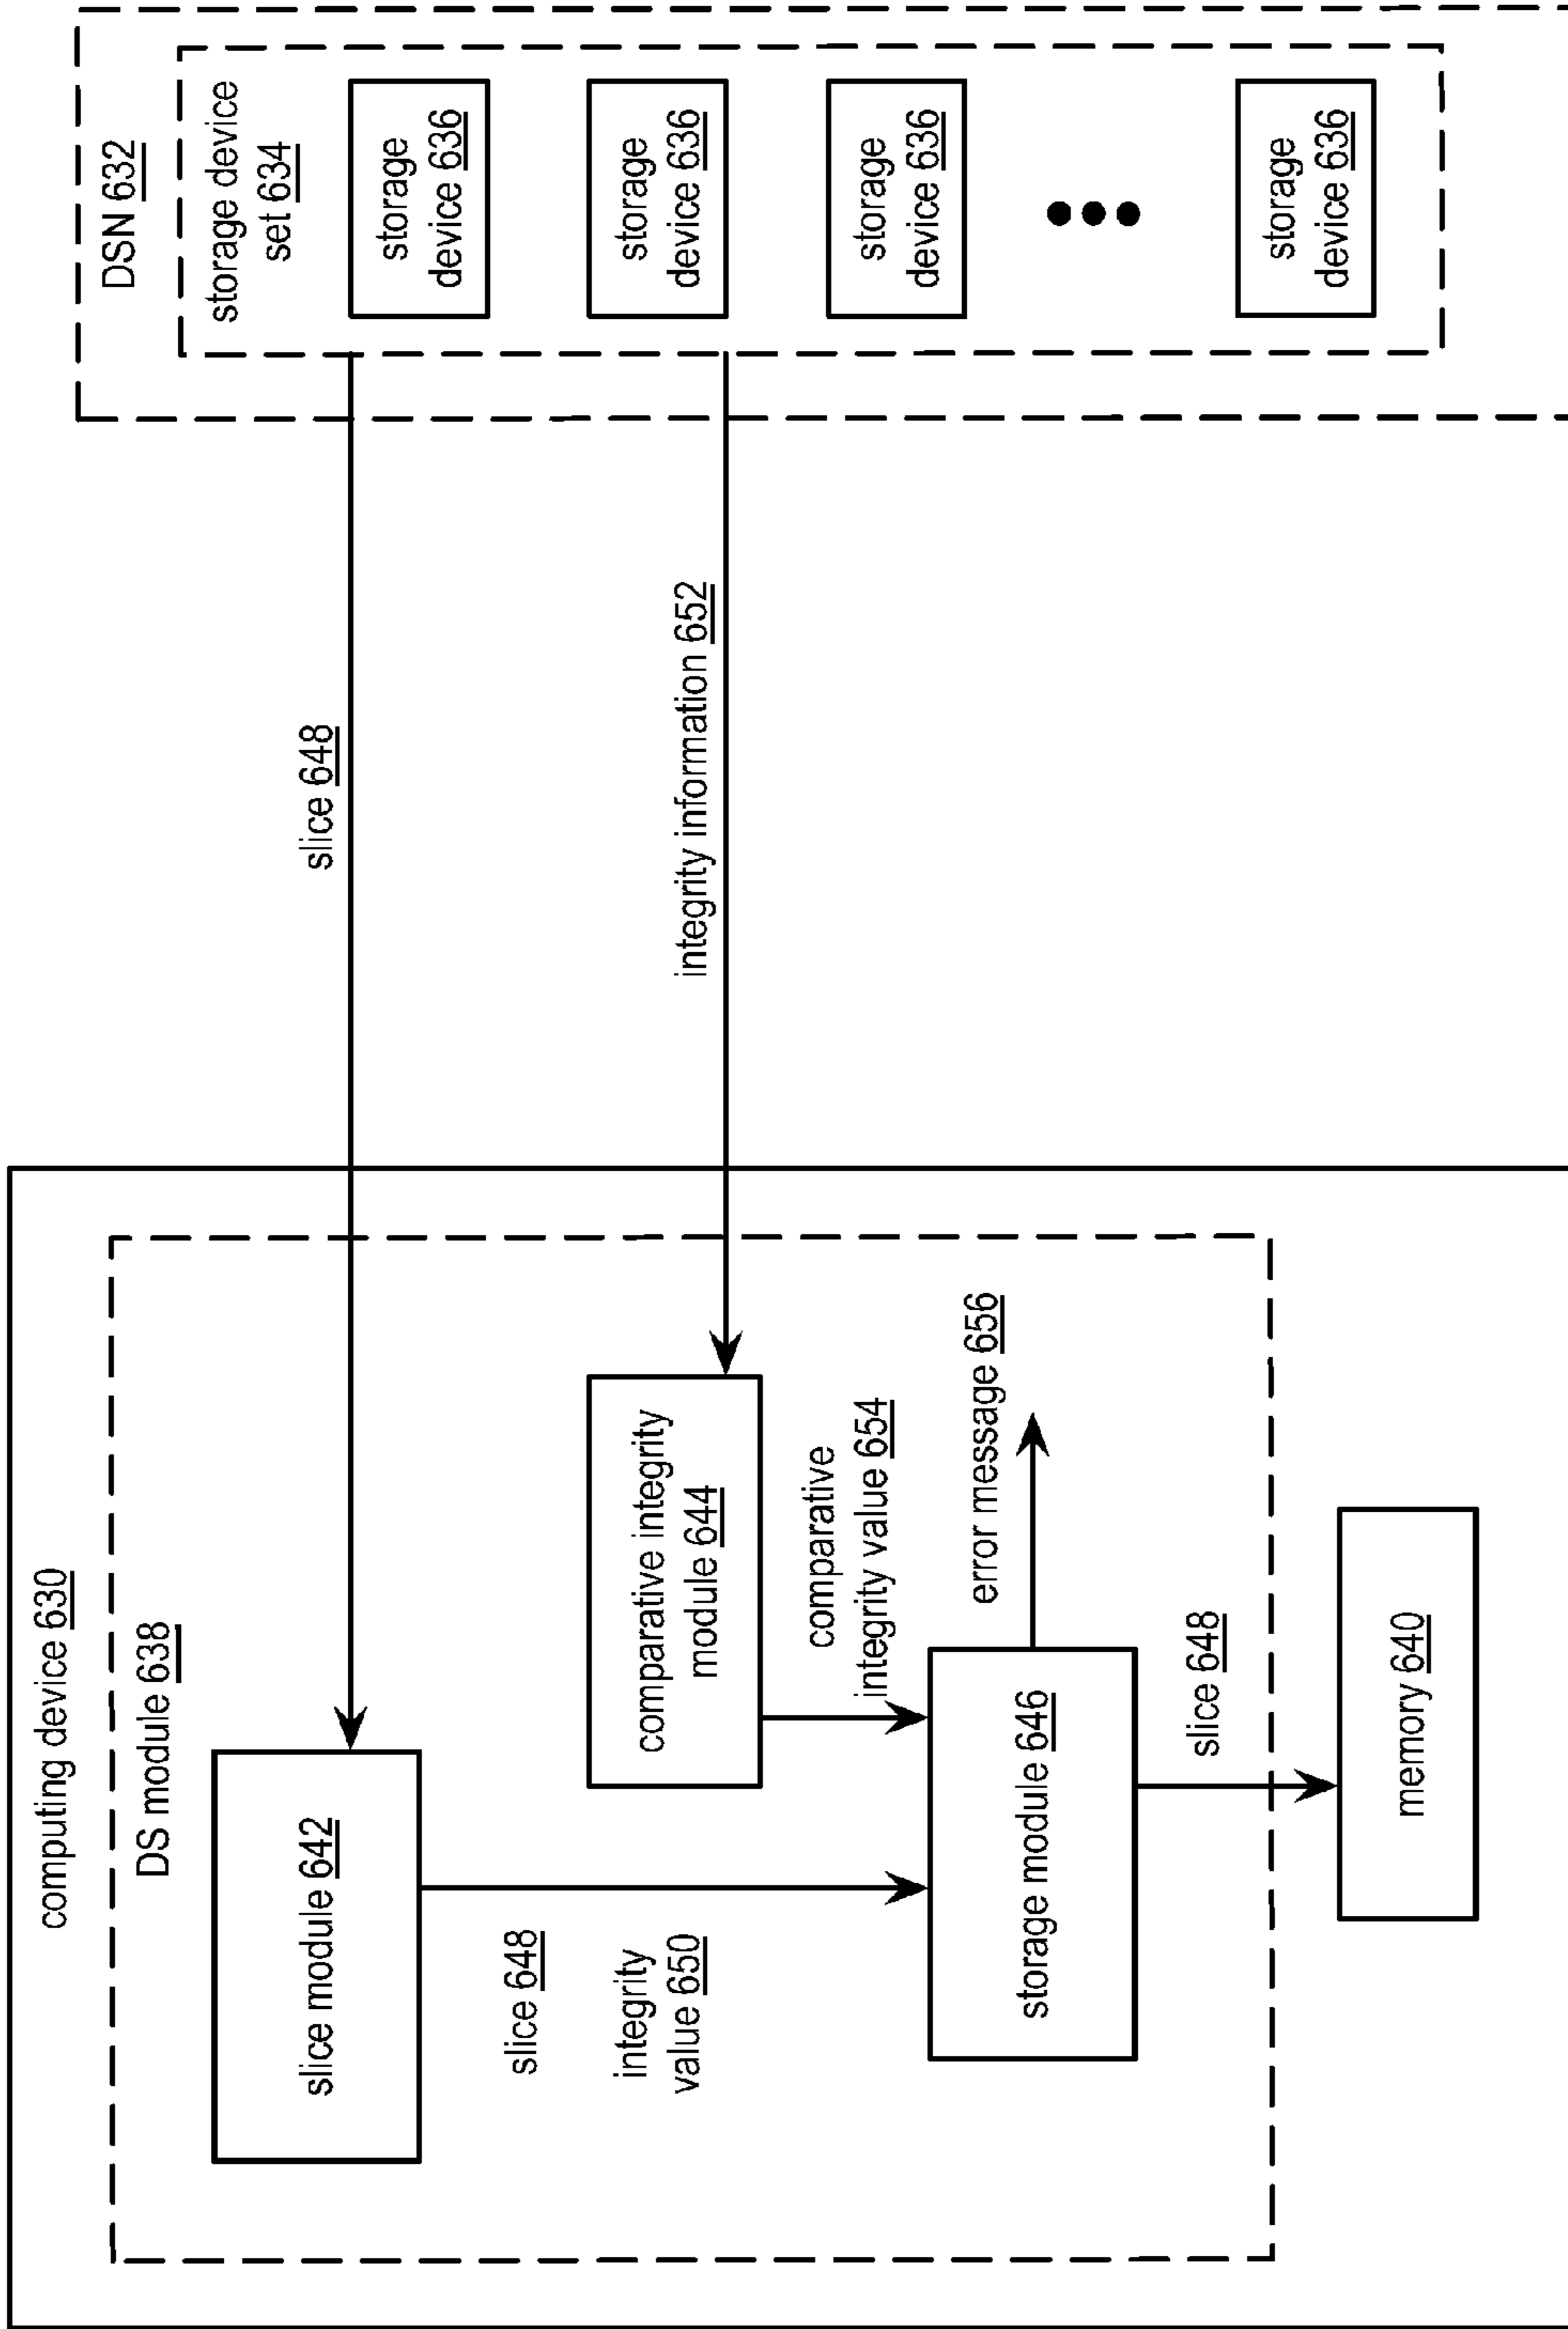 computing device 630
DS module 638
slice module 642
slice 648
integrity
value 650
comparative integrity
module 644
comparative
integrity value 654
storage module 646
error message 656
slice 648
memory 640
slice 648
integrity information 652
DSN 632
storage device
set 634
storage
device 636
storage
device 636
storage
device 636
storage
device 636